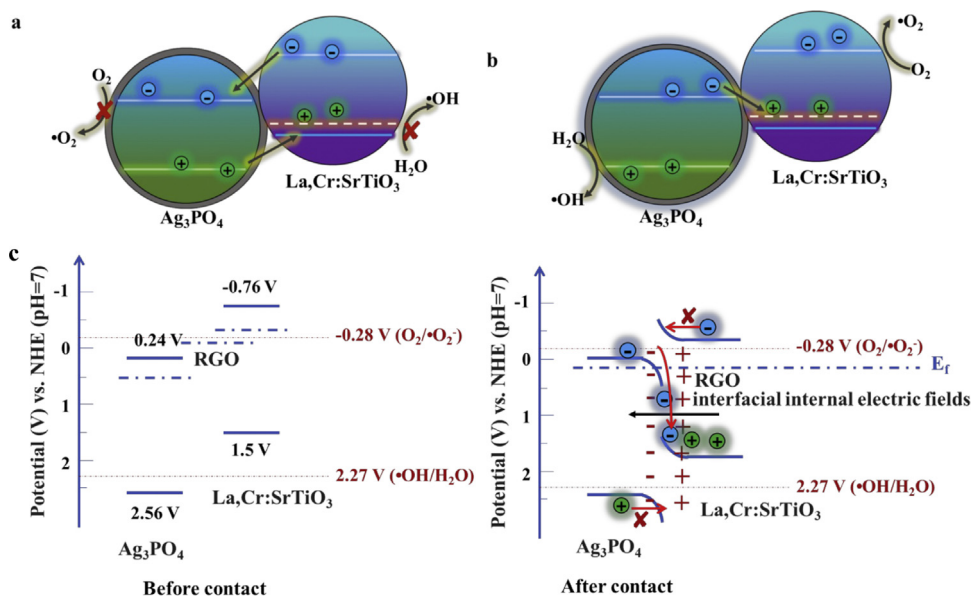 a
O₂
•O₂
•OH
H₂O
La,Cr:SrTiO₃
Ag₃PO₄
b
•O₂
O₂
H₂O
•OH
La,Cr:SrTiO₃
Ag₃PO₄
c
Potential (V) vs. NHE (pH=7)
-1
0
1
2
-0.76 V
-0.28 V (O₂/•O₂⁻)
0.24 V
RGO
1.5 V
2.27 V (•OH/H₂O)
La,Cr:SrTiO₃
2.56 V
Ag₃PO₄
Before contact
Potential (V) vs. NHE (pH=7)
-1
0
1
2
-0.28 V (O₂/•O₂⁻)
Ef
RGO
interfacial internal electric fields
2.27 V (•OH/H₂O)
La,Cr:SrTiO₃
Ag₃PO₄
After contact